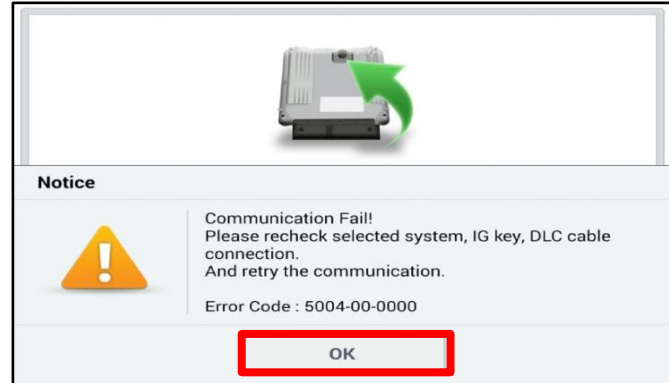 Notice
Communication Fail!
Please recheck selected system, IG key, DLC cable
connection.
And retry the communication.
Error Code : 5004-00-0000
OK